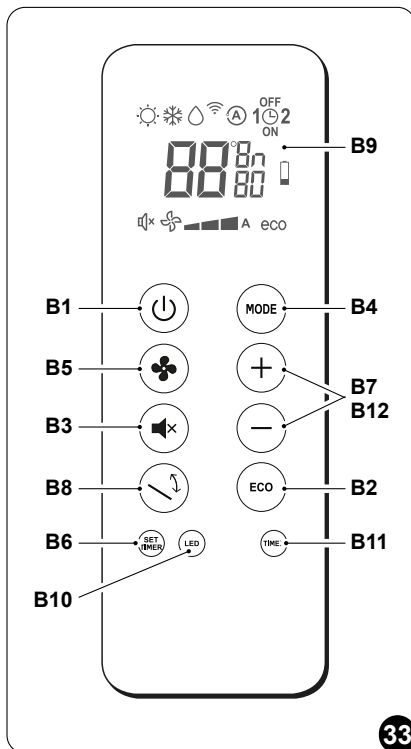 OFF
A 1 2
ON
B9
88°8n
80
A eco
B1
MODE
B4
B5
B7
B12
B3
B8
ECO
B2
B6
SET
TIMER
LED
TIME
B11
B10
33